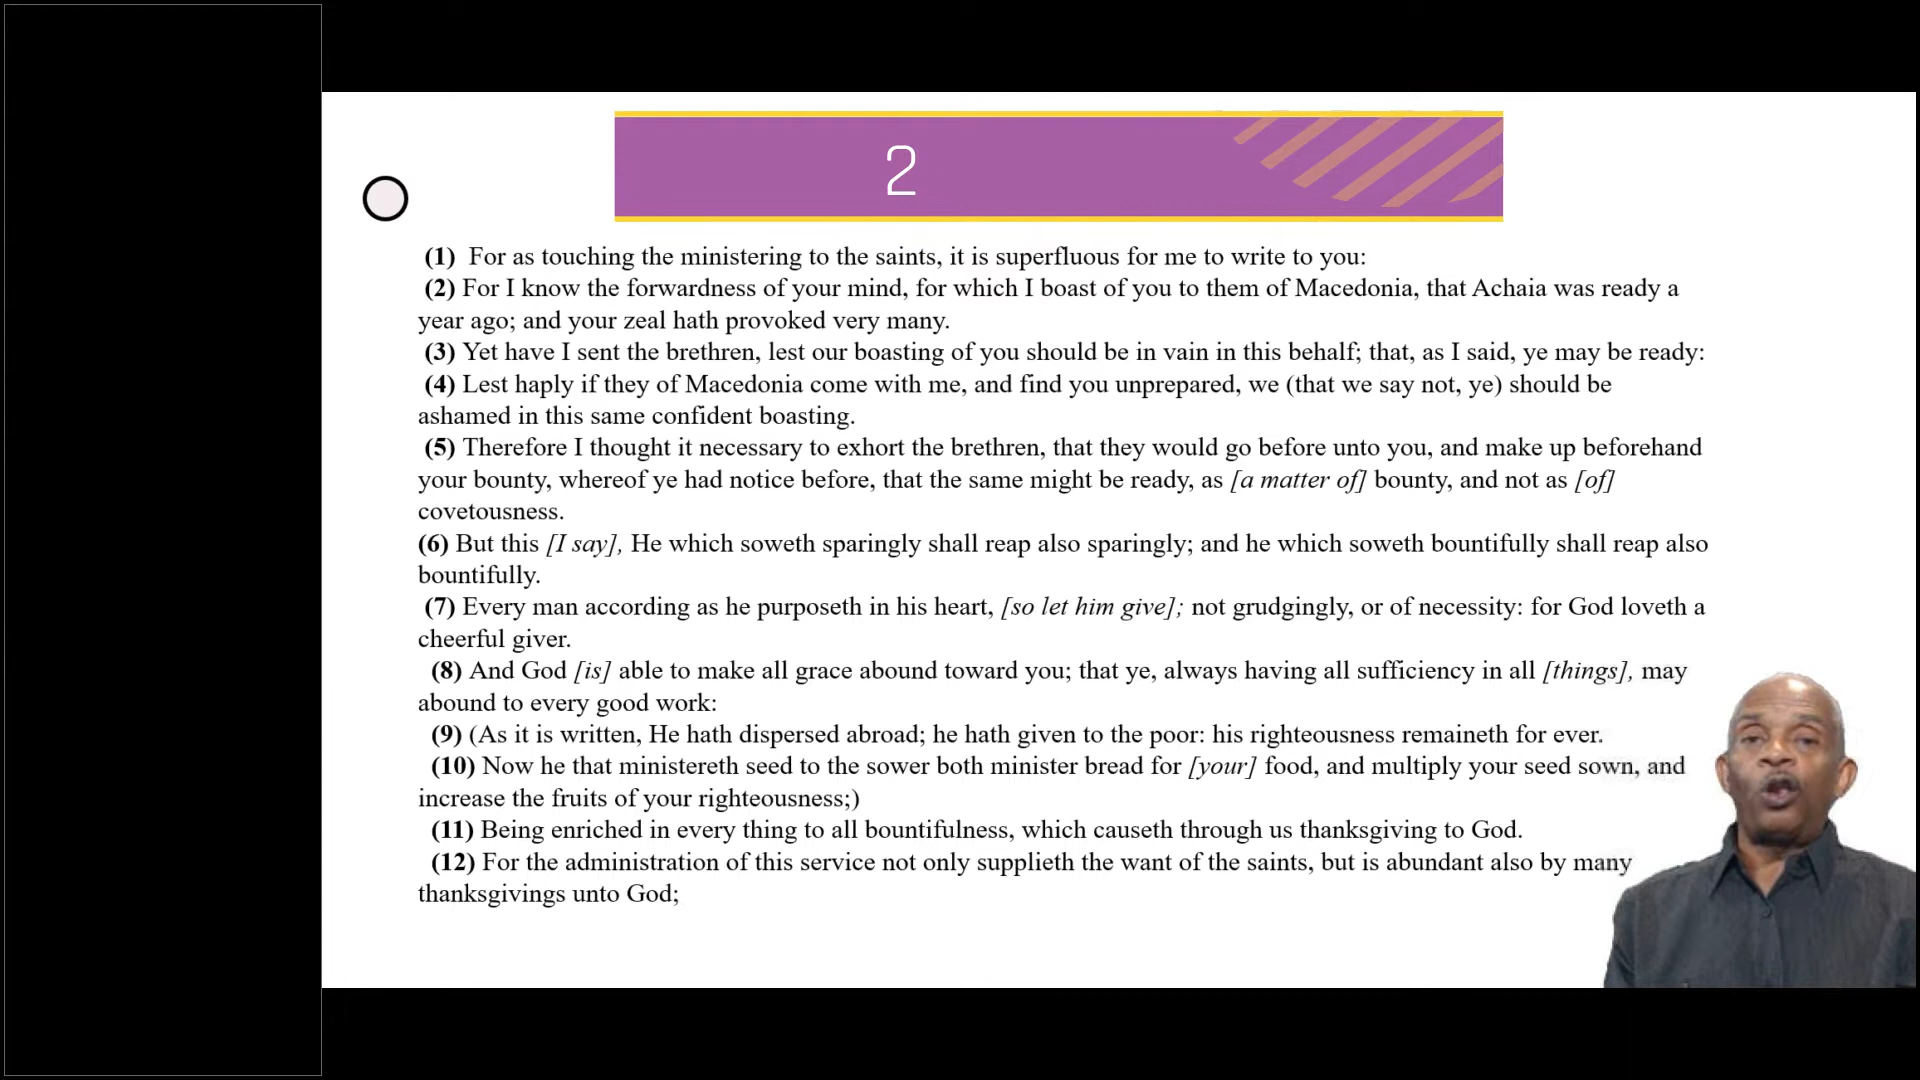 2
(1) For as touching the ministering to the saints, it is superfluous for me to write to you:
(2) For I know the forwardness of your mind, for which I boast of you to them of Macedonia, that Achaia was ready a
year ago; and your zeal hath provoked very many.
(3) Yet have I sent the brethren, lest our boasting of you should be in vain in this behalf; that, as I said, ye may be ready:
(4) Lest haply if they of Macedonia come with me, and find you unprepared, we (that we say not, ye) should be
ashamed in this same confident boasting.
(5) Therefore I thought it necessary to exhort the brethren, that they would go before unto you, and make up beforehand
your bounty, whereof ye had notice before, that the same might be ready, as [a matter of] bounty, and not as [of]
covetousness.
(6) But this [I say], He which soweth sparingly shall reap also sparingly; and he which soweth bountifully shall reap also
bountifully.
(7) Every man according as he purposeth in his heart, [so let him give]; not grudgingly, or of necessity: for God loveth a
cheerful giver.
(8) And God [is] able to make all grace abound toward you; that ye, always having all sufficiency in all [things], may
abound to every good work:
(9) (As it is written, He hath dispersed abroad; he hath given to the poor: his righteousness remaineth for ever.
(10) Now he that ministereth seed to the sower both minister bread for [your] food, and multiply your seed sown, and
increase the fruits of your righteousness;)
(11) Being enriched in every thing to all bountifulness, which causeth through us thanksgiving to God.
(12) For the administration of this service not only supplieth the want of the saints, but is abundant also by many
thanksgivings unto God;